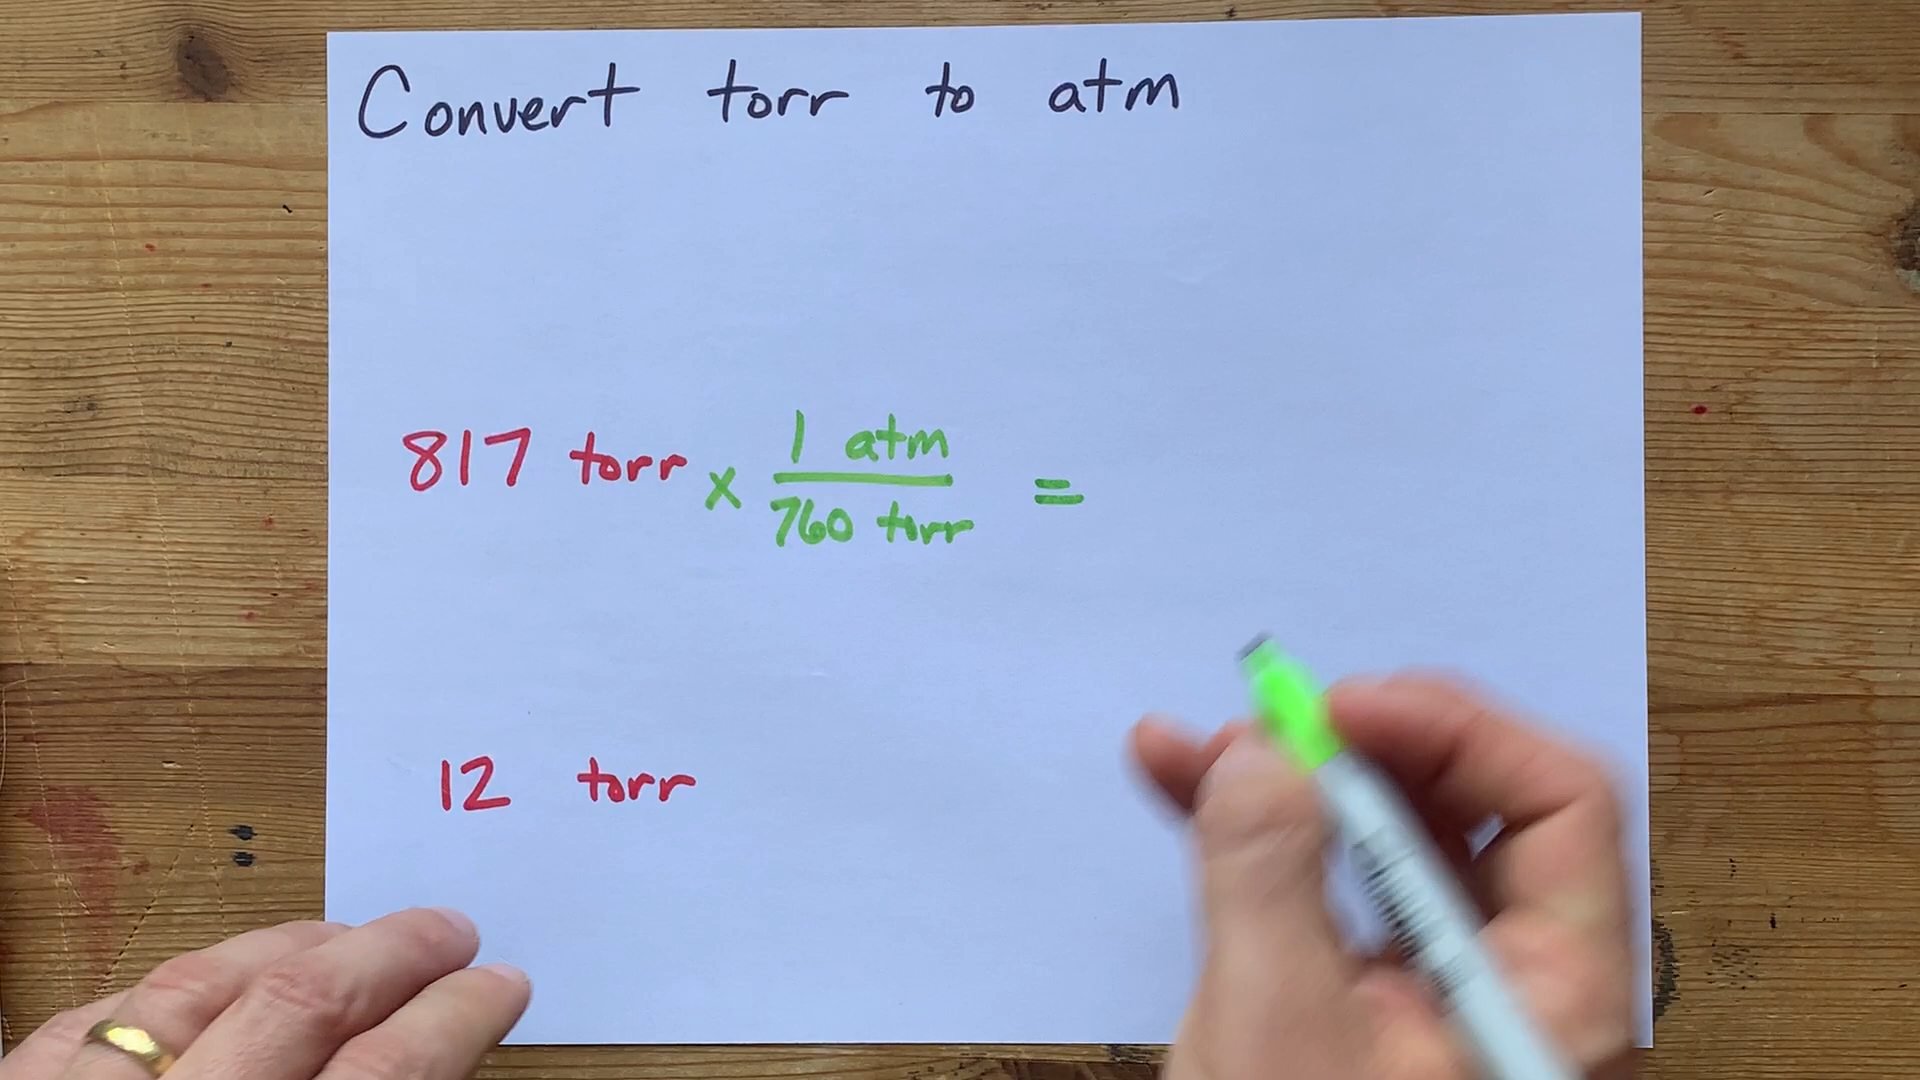 Convert torr to atm
817 torr x 1 atm
760 torr =
12 torr